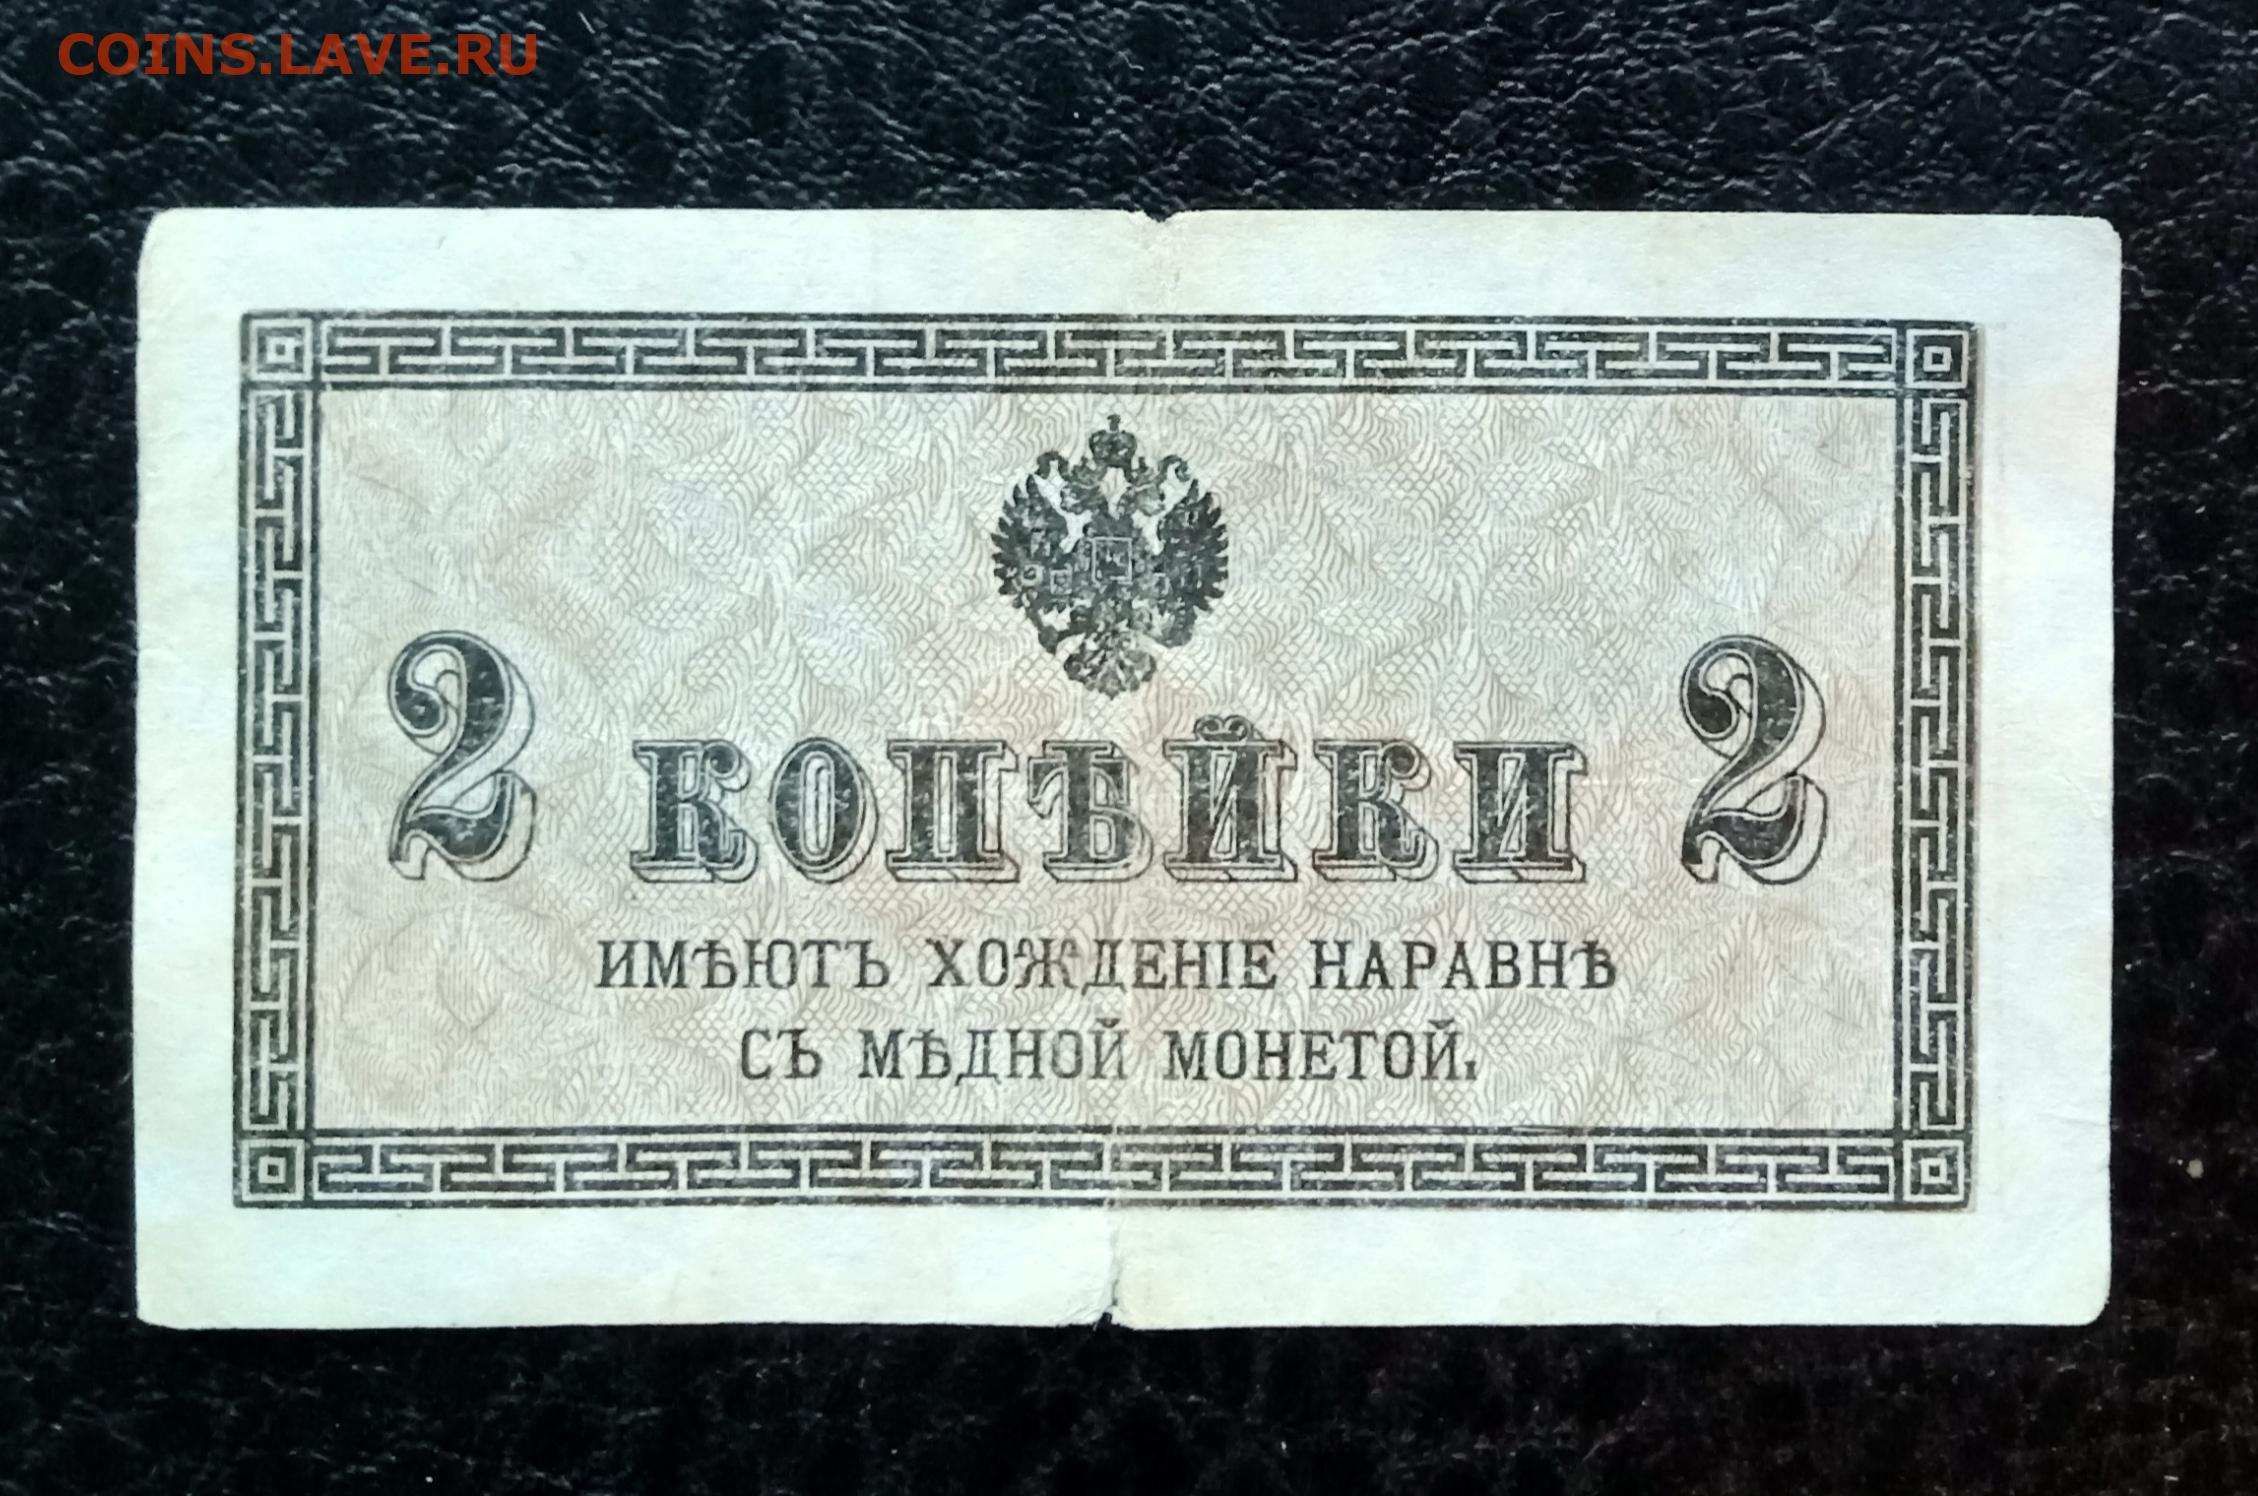 COINS.LAVE.RU
2 КОПѢЙКИ 2
ИМѢЮТЪ ХОЖДЕНІЕ НАРАВНѢ
СЪ МѢДНОЙ МОНЕТОЙ.